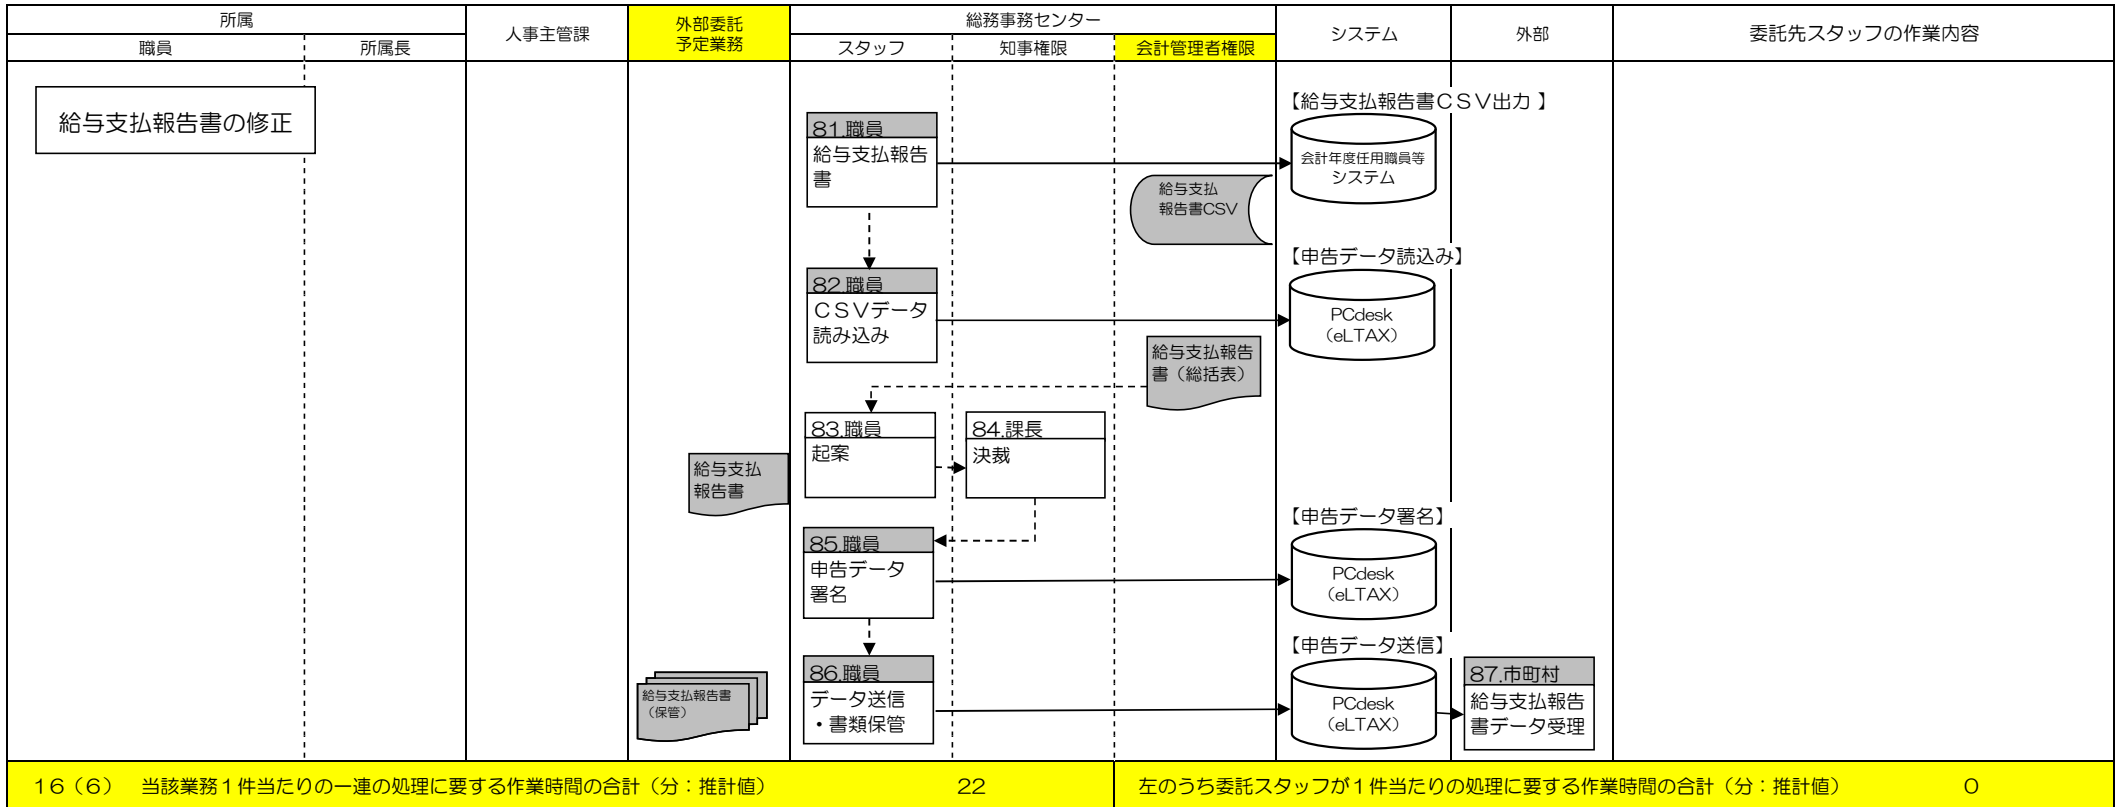 所属
人事主管課
外部委託
予定業務
総務事務センター
システム
外部
委託先スタッフの作業内容
職員
所属長
スタッフ
知事権限
会計管理者権限
給与支払報告書の修正
【給与支払報告書ＣＳＶ出力 】
81.職員
給与支払報告
書
会計年度任用職員等
システム
給与支払
報告書CSV
【申告データ読込み】
82.職員
ＣＳＶデータ
読み込み
PCdesk
（eLTAX）
給与支払報告
書（総括表）
83.職員
起案
84.課長
決裁
給与支払
報告書
【申告データ署名】
85.職員
申告データ
署名
PCdesk
（eLTAX）
【申告データ送信】
86.職員
データ送信
・書類保管
給与支払報告書
（保管）
PCdesk
（eLTAX）
87.市町村
給与支払報告
書データ受理
１６（６）　当該業務１件当たりの一連の処理に要する作業時間の合計（分：推計値）　22
左のうち委託スタッフが１件当たりの処理に要する作業時間の合計（分：推計値）　0